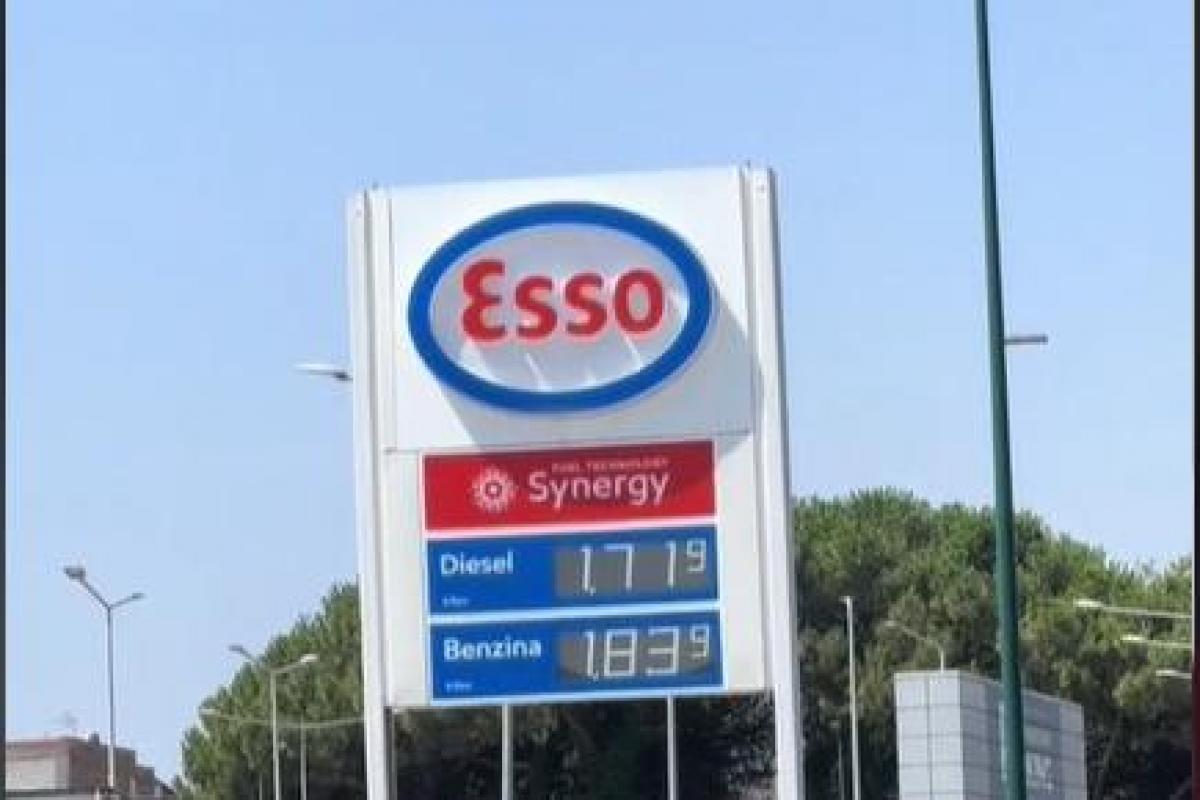 Esso
FUEL TECHNOLOGY
Synergy
Diesel 1,719
Benzina 1,839